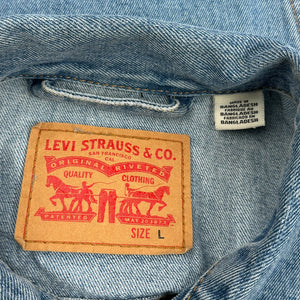 LEVI STRAUSS & CO.
SAN FRANCISCO
CAL.
ORIGINAL RIVETED
QUALITY CLOTHING
PATENTED MAY 20 1873
SIZE L
MADE IN
BANGLADESH
FABRIQUÉ AU
BANGLADESH
FABRICADO EN
BANGLADESH